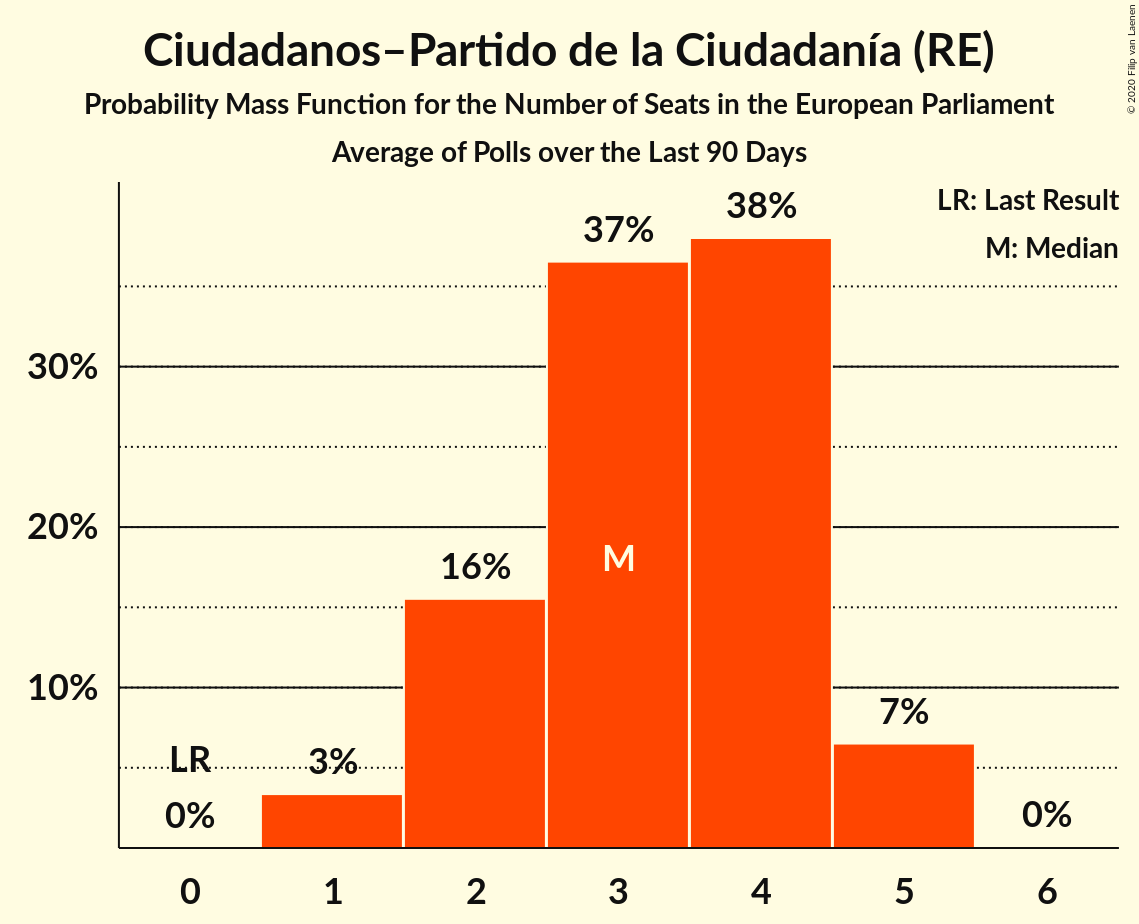 Ciudadanos–Partido de la Ciudadanía (RE)
Probability Mass Function for the Number of Seats in the European Parliament
Average of Polls over the Last 90 Days
© 2020 Filip van Laenen
LR: Last Result
M: Median
38%
37%
30%
16%
M
20%
10%
7%
LR
3%
0%
0%
0 1 2 3 4 5 6